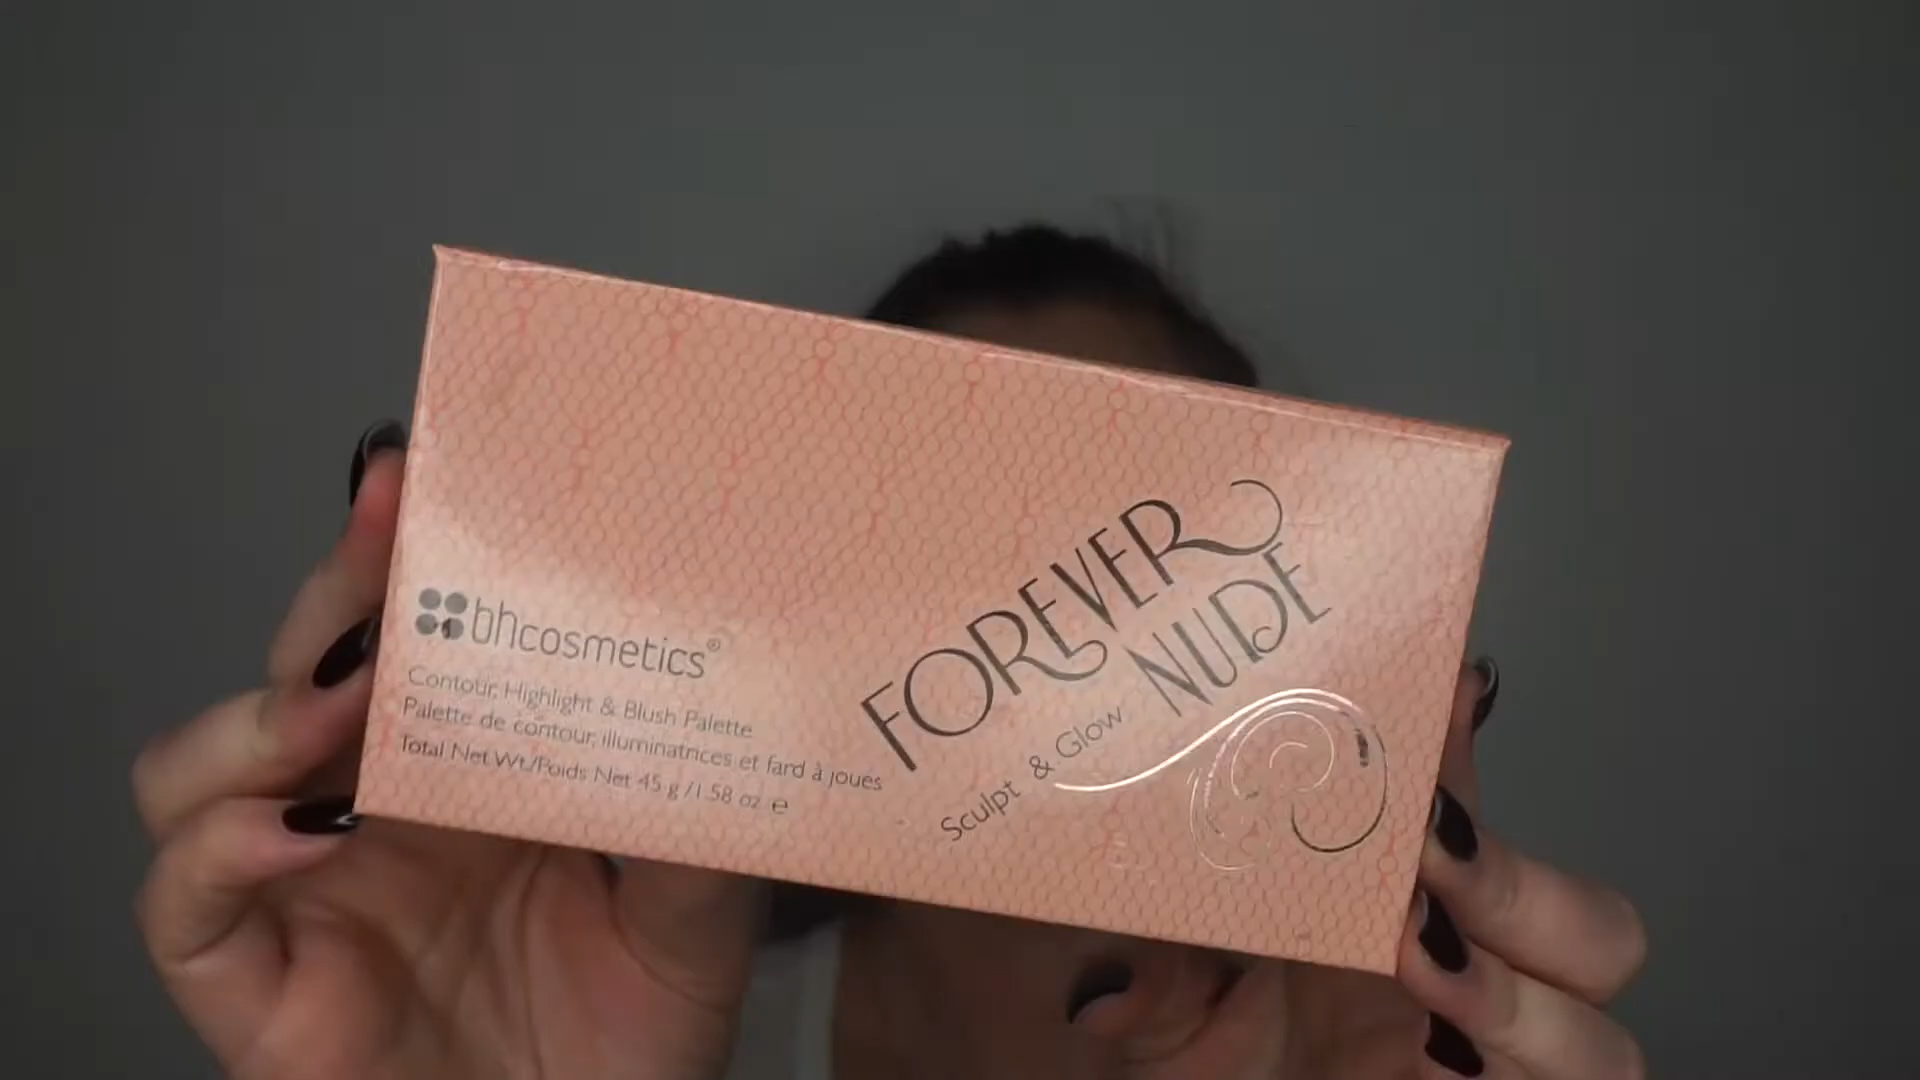 bhcosmetics®
Contour, Highlight & Blush Palette
Palette de contour, illuminatrices et fard à joues
Total Net Wt./Poids Net 45 g / 1.58 oz e
FOREVER
NUDE
Sculpt & Glow